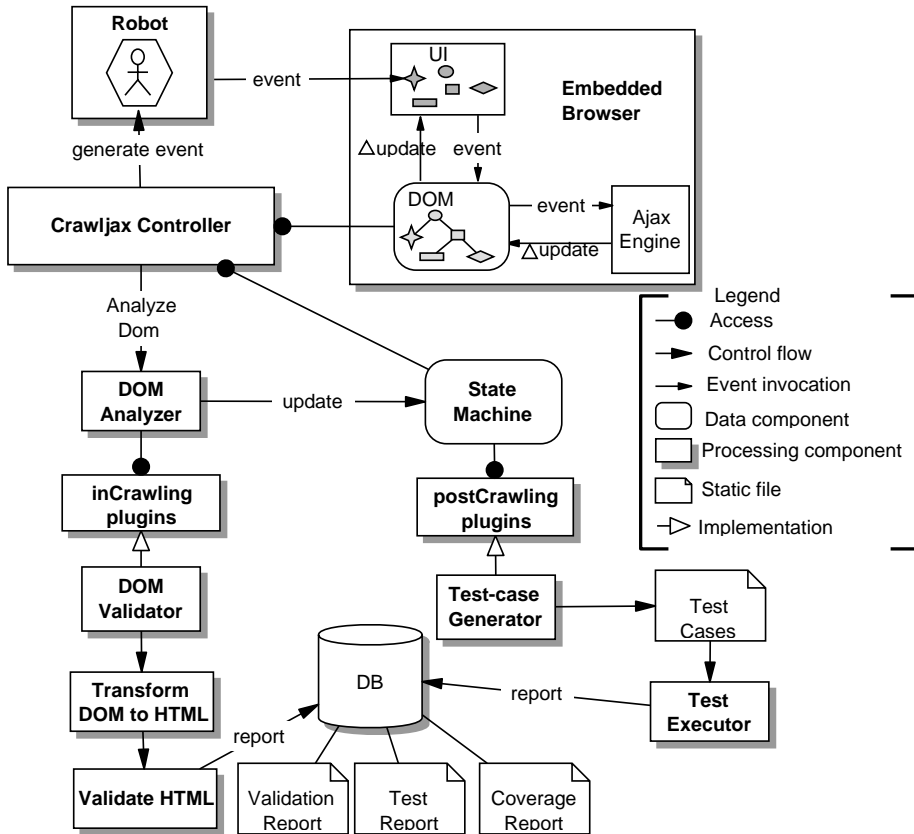 Robot
event
UI
Embedded
Browser
generate event
△update
event
Crawljax Controller
DOM
event
△update
Ajax
Engine
Analyze
Dom
Legend
Access
Control flow
Event invocation
Data component
Processing component
Static file
Implementation
DOM
Analyzer
update
State
Machine
inCrawling
plugins
postCrawling
plugins
DOM
Validator
Test-case
Generator
Test
Cases
Transform
DOM to HTML
DB
report
Test
Executor
report
Validate HTML
Validation
Report
Test
Report
Coverage
Report